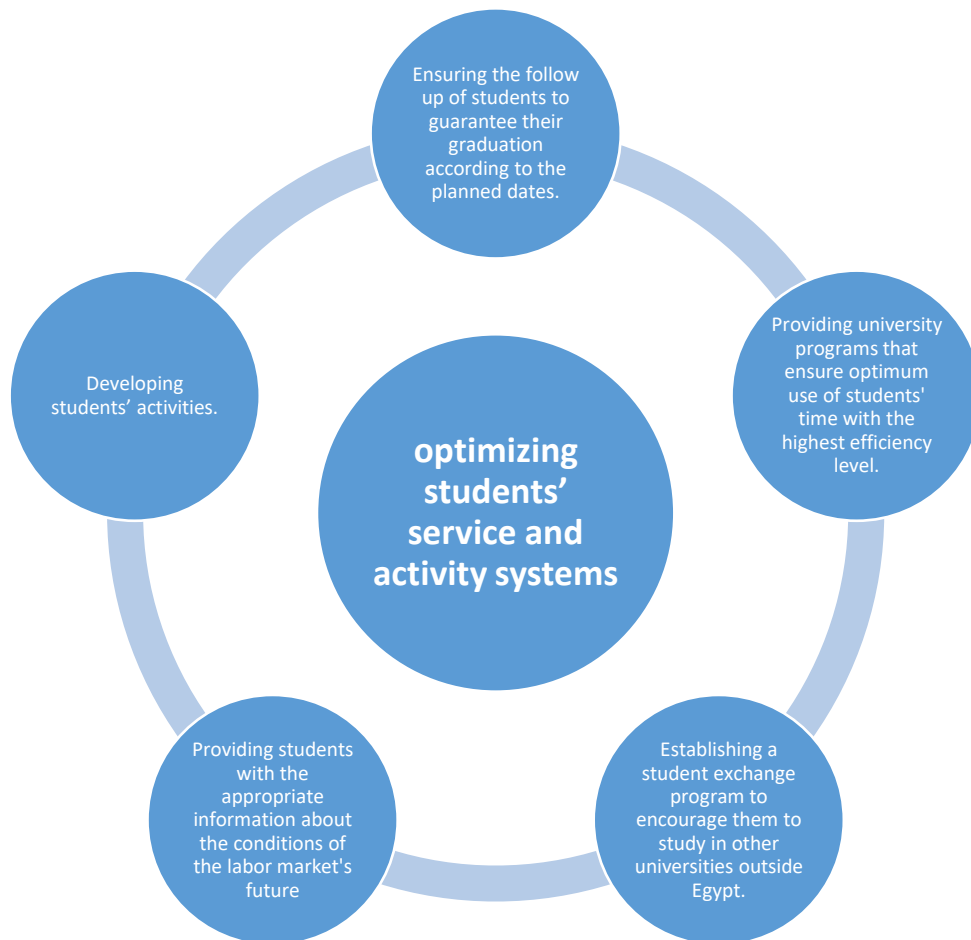 Ensuring the follow
up of students to
guarantee their
graduation
according to the
planned dates.
Providing university
programs that
ensure optimum
use of students'
time with the
highest efficiency
level.
Establishing a
student exchange
program to
encourage them to
study in other
universities outside
Egypt.
Providing students
with the
appropriate
information about
the conditions of
the labor market's
future
Developing
students’ activities.
optimizing
students’
service and
activity systems